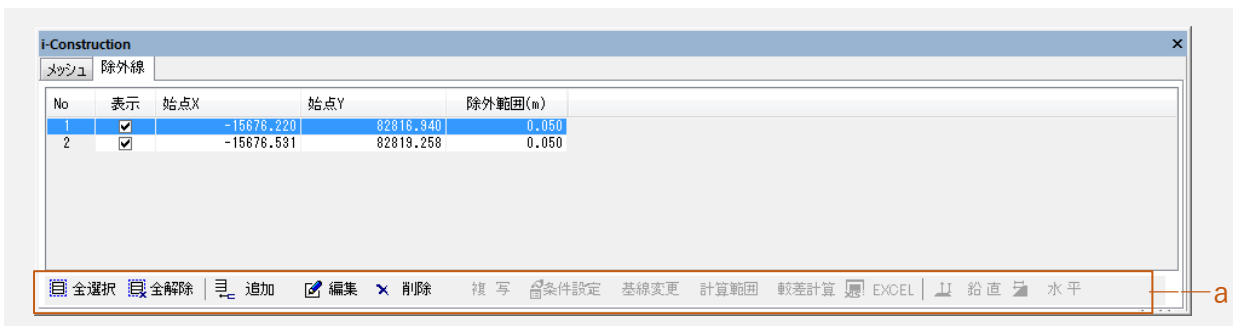 i-Construction ×
メッシュ 除外線
No 表示 始点X 始点Y 除外範囲(m)
1 -15676.220 82816.940 0.050
2 -15676.531 82819.258 0.050
全選択 全解除 追加 編集 削除 複写 条件設定 基線変更 計算範囲 較差計算 EXCEL 鉛直 水平
a